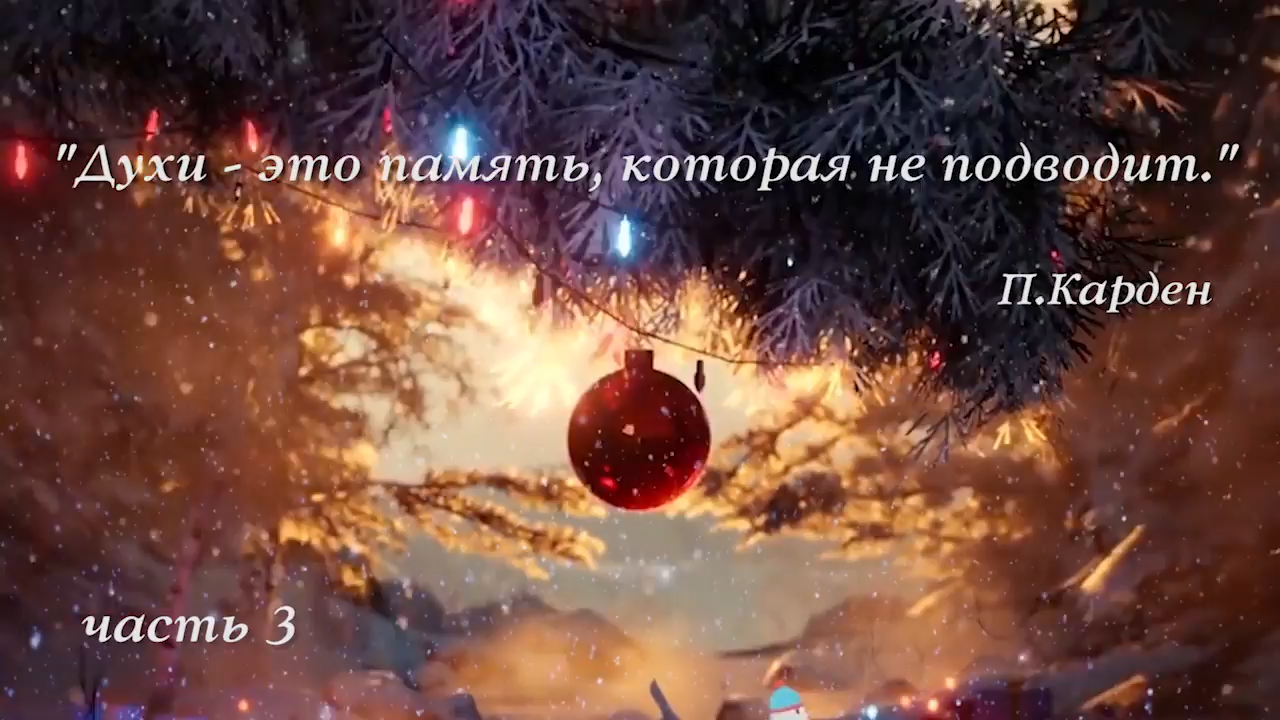 "Духи - это память, которая не подводит."
П.Карден
часть 3